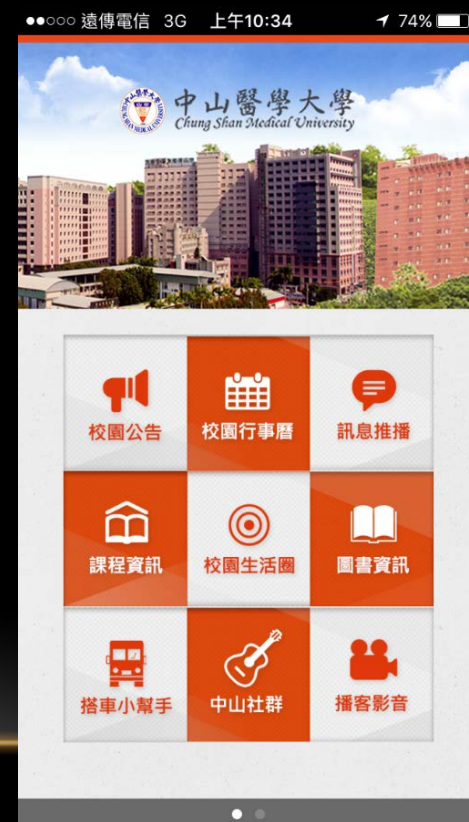 遠傳電信 3G 上午10:34 74%
中山醫學大學
Chung Shan Medical University
校園公告 校園行事曆 訊息推播
課程資訊 校園生活圈 圖書資訊
搭車小幫手 中山社群 播客影音